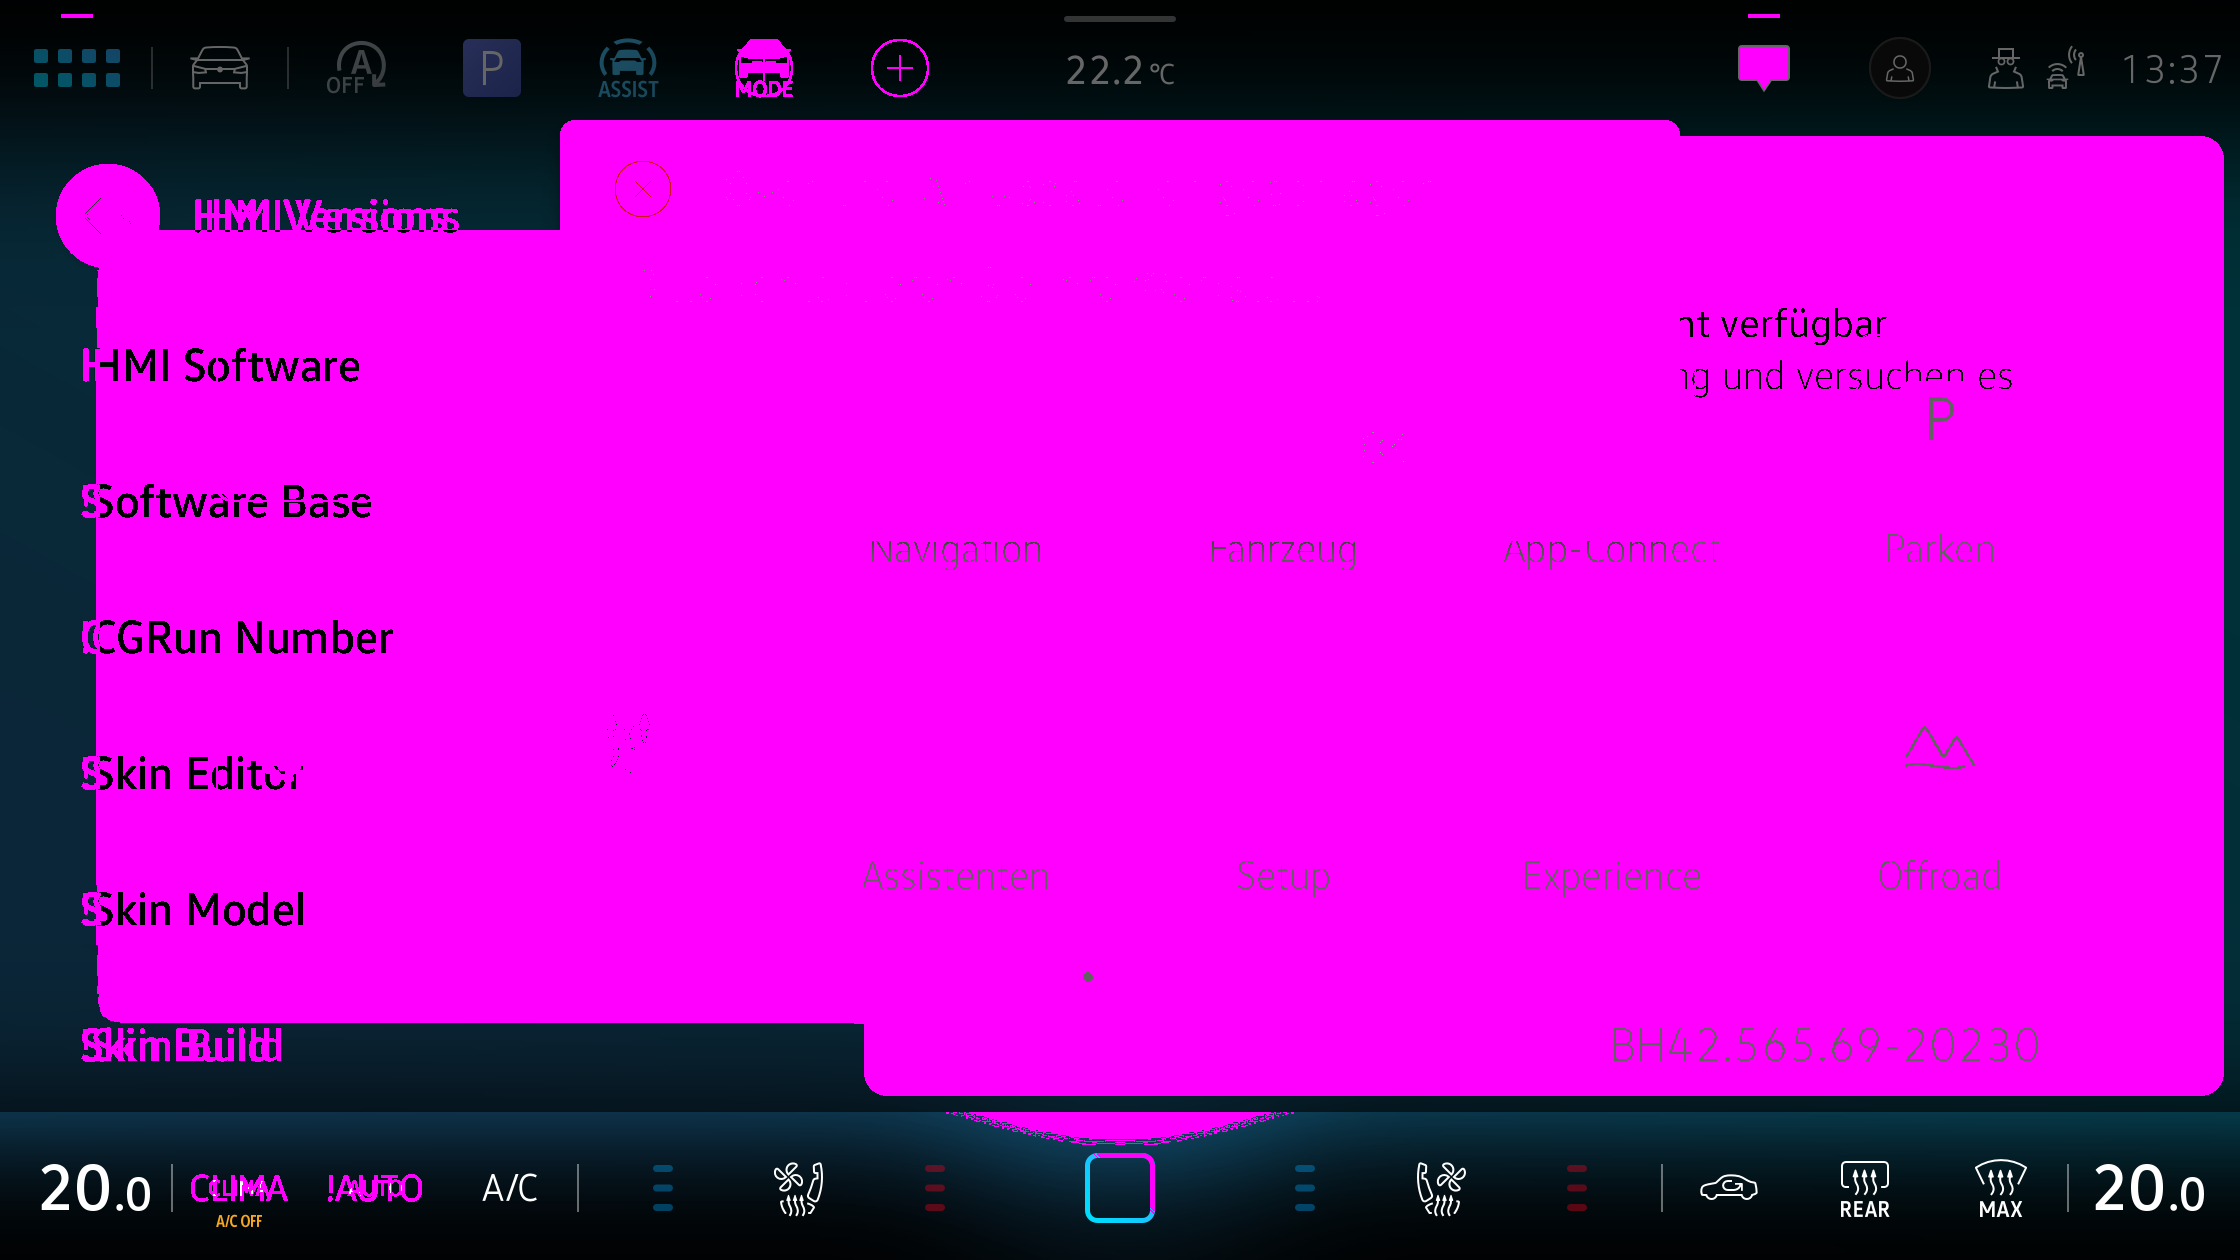 A
OFF
P
ASSIST
MODE
22.2 °C
13:37
HMI Versions
nt verfügbar
HMI Software
ng und versuchen es
P
Software Base
Navigation
Fahrzeug
App-Connect
Parken
CGRun Number
Skin Editor
Assistenten
Setup
Experience
Offroad
Skin Model
Skin Build
BH42.565.69-20230
20.0
CLIMA
A/C OFF
!AUTO
A/C
REAR
MAX
20.0